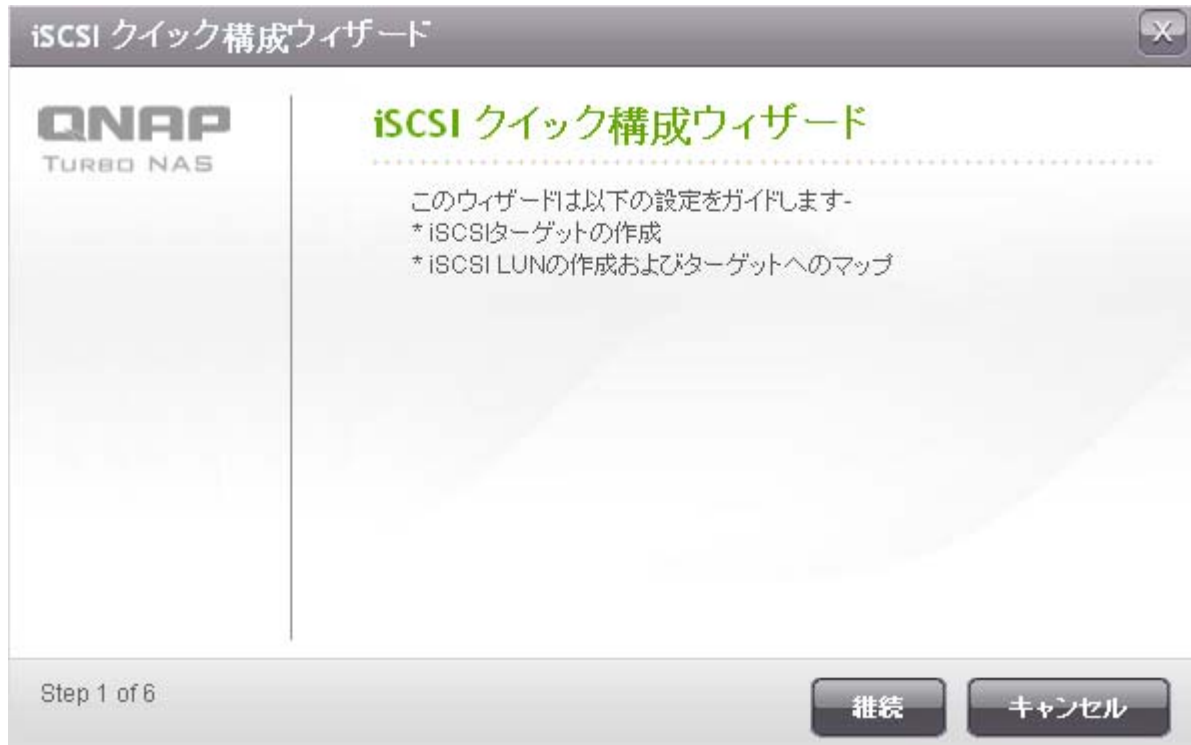 iSCSI クイック構成ウィザード
X
QNAP
TURBO NAS
iSCSI クイック構成ウィザード
このウィザードは以下の設定をガイドします-
* iSCSIターゲットの作成
* iSCSI LUNの作成およびターゲットへのマップ
Step 1 of 6
継続
キャンセル